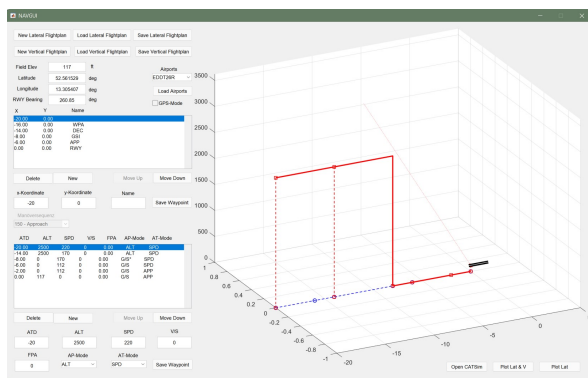 NAVGUI
New Lateral Flightplan Load Lateral Flightplan Save Lateral Flightplan
New Vertical Flightplan Load Vertical Flightplan Save Vertical Flightplan
Field Elev 117 ft Airports
Latitude 52.561529 deg EDDT26R
Longitude 13.305407 deg Load Airports
RWY Bearing 260.85 deg GPS-Mode
X Y Name
-20.00 0.00
-16.00 0.00 WPA
-14.00 0.00 DEC
-8.00 0.00 GSI
-6.00 0.00 APP
0.00 0.00 RWY
Delete New Move Up Move Down
x-Koordinate y-Koordinate Name
-20 0 Save Waypoint
150 - Approach
ATD ALT SPD V/S FPA AP-Mode AT-Mode
-20.00 2500 220 0 0.00 ALT SPD
-14.00 2500 170 0 0.00 ALT SPD
-8.00 0 170 0 0.00 G/S* SPD
-6.00 0 112 0 0.00 G/S SPD
-2.00 0 112 0 0.00 G/S APP
0.00 117 0 0 0.00 G/S APP
Delete New Move Up Move Down
ATD ALT SPD V/S
-20 2500 220 0
FPA AP-Mode AT-Mode
0 ALT SPD Save Waypoint
3500
3000
2500
2000
1500
1000
500
0
1
0.8
0.6
0.4
0.2
0
-0.2
-0.4
-0.6
-0.8
-1
-20
-15
-10
-5
0
Open CATSim Plot Lat & V Plot Lat